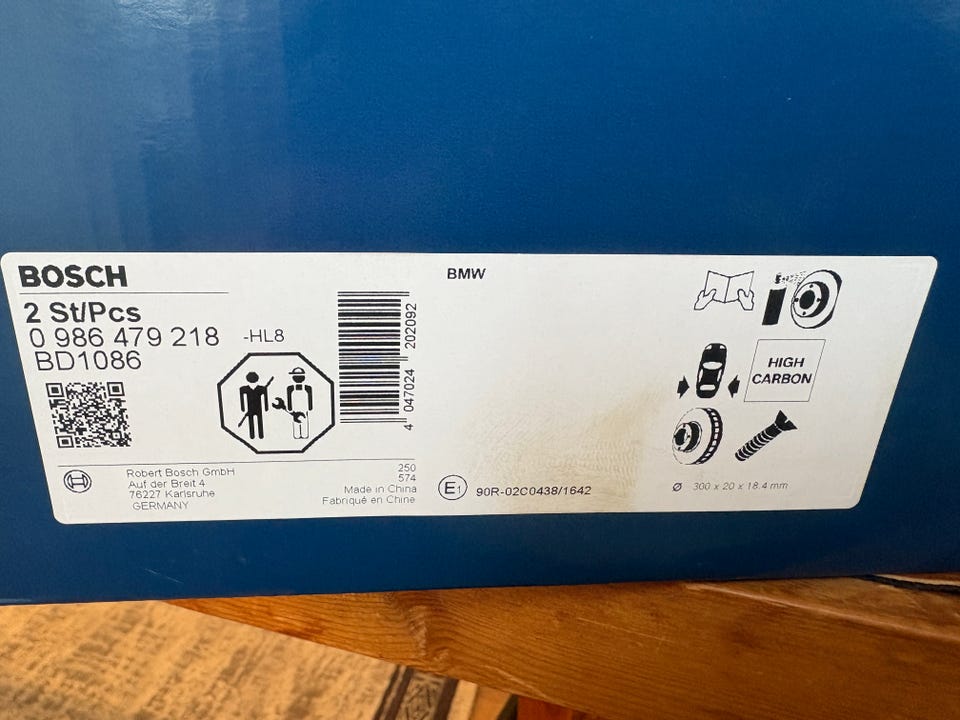 BOSCH
2 St/Pcs
0 986 479 218 -HL8
BD1086
4 047024 202092
Robert Bosch GmbH
Auf der Breit 4
76227 Karlsruhe
GERMANY
250
574
Made in China
Fabriqué en Chine
BMW
E1 90R-02C0438/1642
HIGH
CARBON
Ø 300 x 20 x 18.4 mm